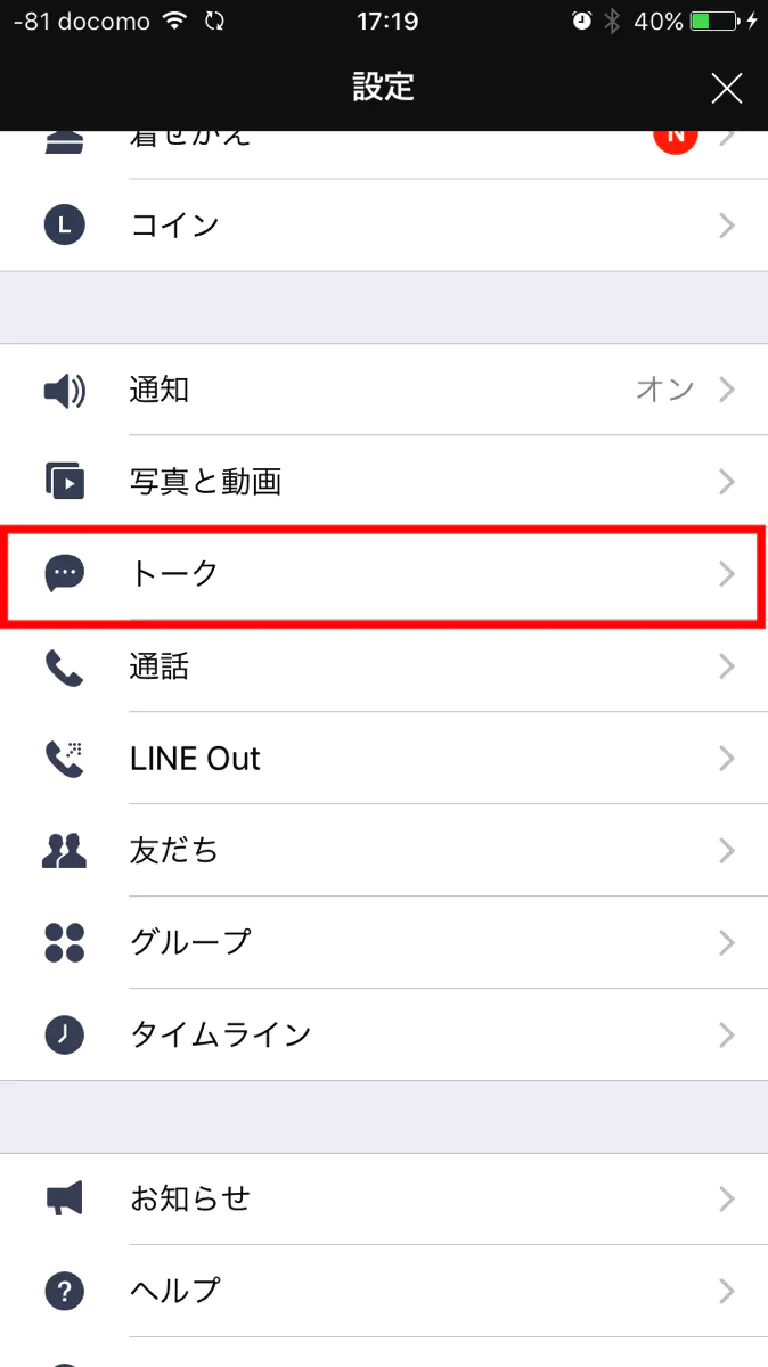 -81 docomo 17:19 40%
設定
着せかえ N
L コイン
通知 オン
写真と動画
トーク
通話
LINE Out
友だち
グループ
タイムライン
お知らせ
? ヘルプ